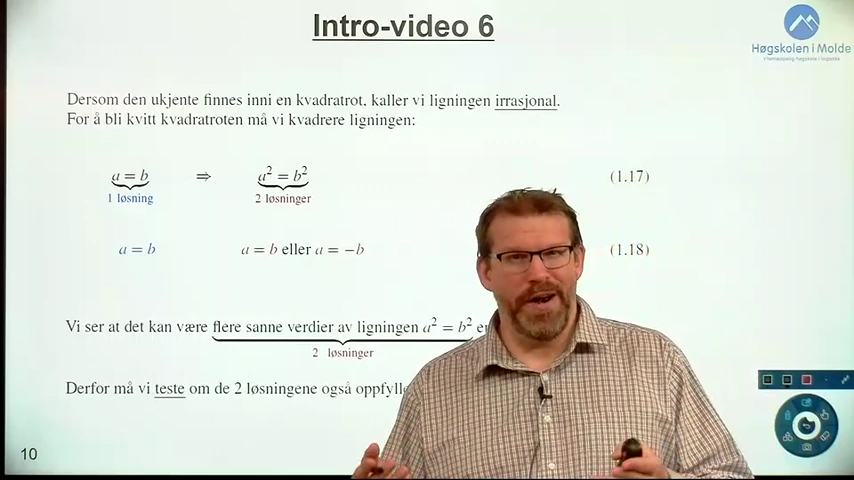 Intro-video 6
Høgskolen i Molde
Dersom den ukjente finnes inni en kvadratrot, kaller vi ligningen irrasjonal.
For å bli kvitt kvadratroten må vi kvadrere ligningen:
a = b ⇒ a² = b² (1.17)
1 løsning 2 løsninger
a = b a = b eller a = −b (1.18)
Vi ser at det kan være flere sanne verdier av ligningen a² = b²
2 løsninger
Derfor må vi teste om de 2 løsningene også
10